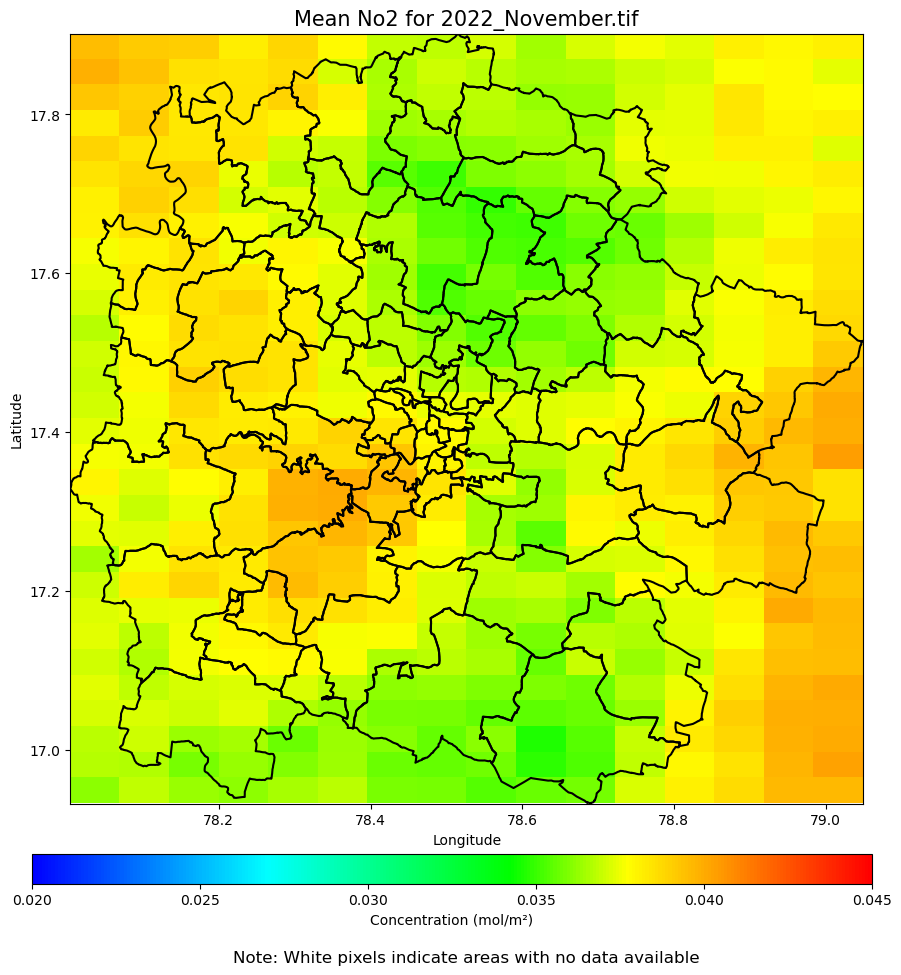 Mean No2 for 2022_November.tif
Latitude
17.8
17.6
17.4
17.2
17.0
78.2 78.4 78.6 78.8 79.0
Longitude
0.020 0.025 0.030 0.035 0.040 0.045
Concentration (mol/m²)
Note: White pixels indicate areas with no data available